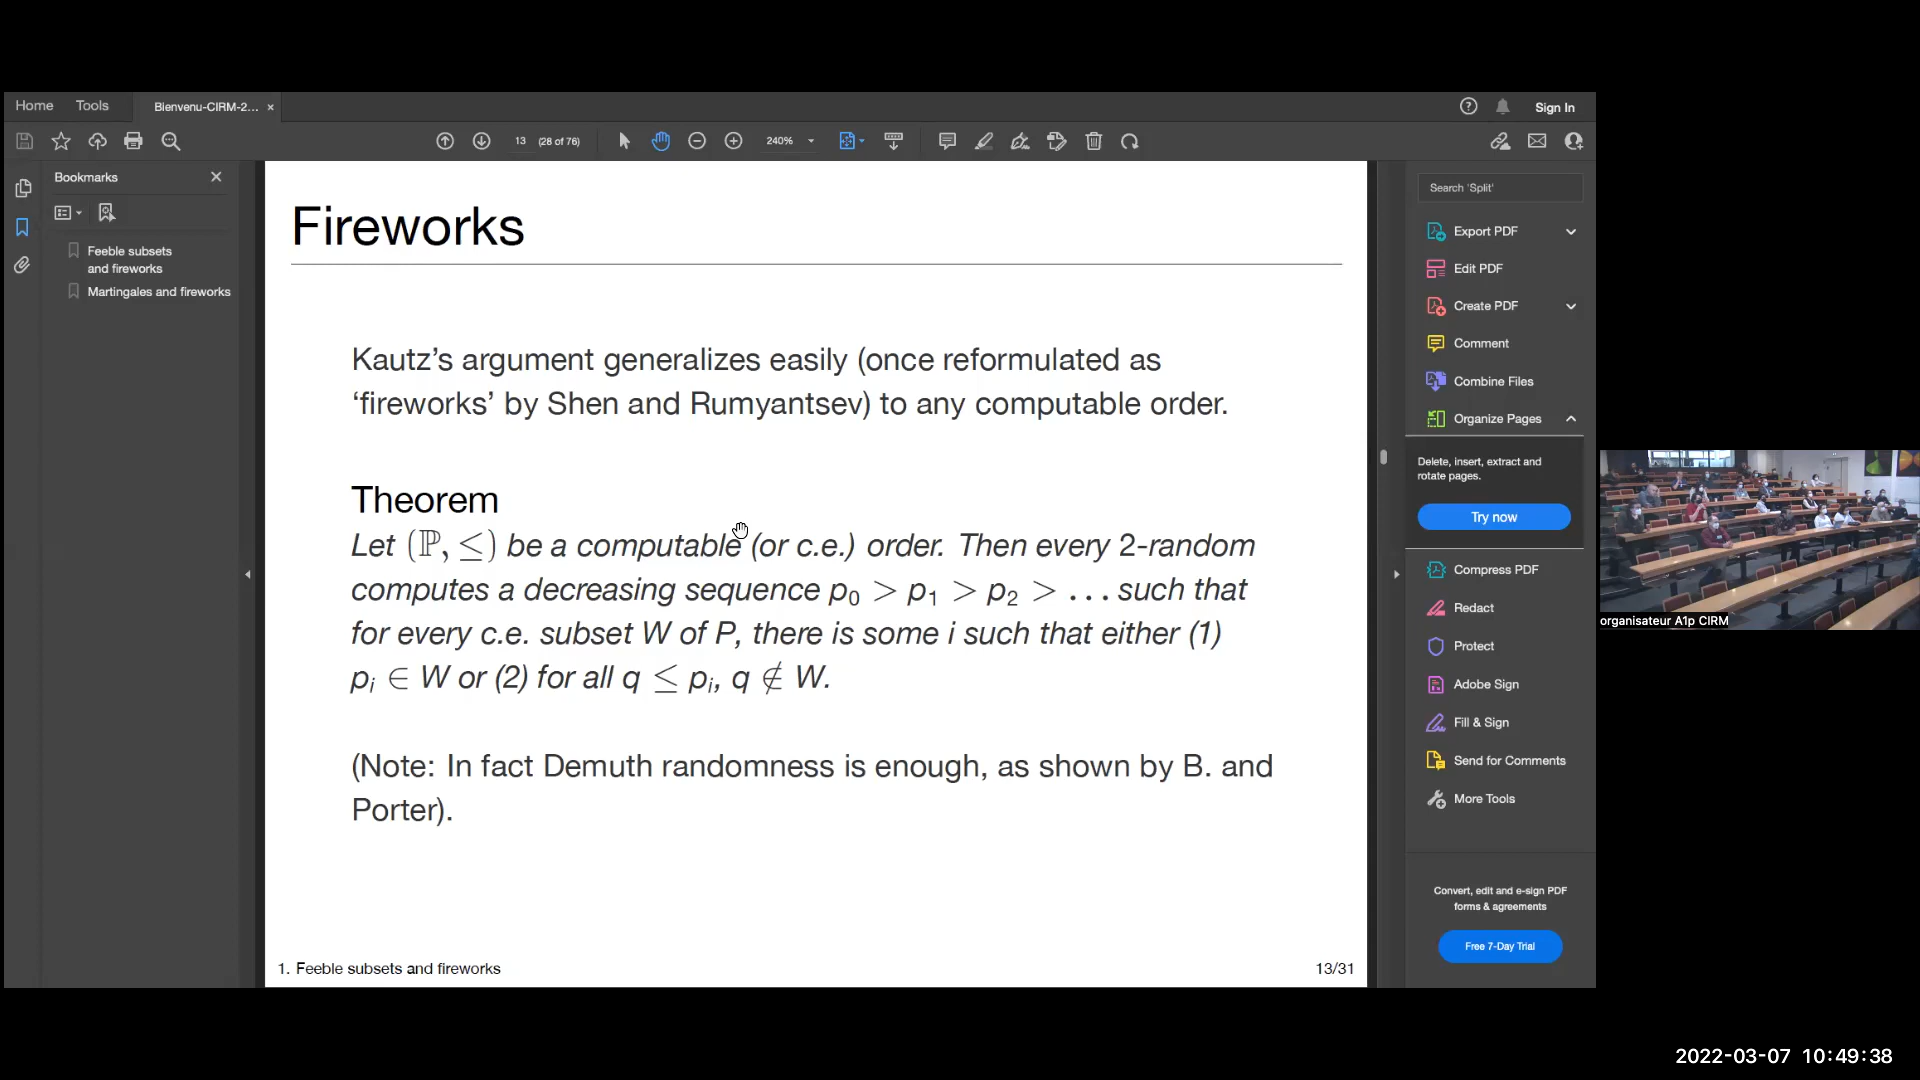 Home Tools Bienvenu-CIRM-2... × Sign In
13 (28 of 76) 240%
Bookmarks
Feeble subsets
and fireworks
Martingales and fireworks
Fireworks
Kautz’s argument generalizes easily (once reformulated as
‘fireworks’ by Shen and Rumyantsev) to any computable order.
Theorem
Let (ℙ, ≤) be a computable (or c.e.) order. Then every 2-random
computes a decreasing sequence p₀ > p₁ > p₂ > … such that
for every c.e. subset W of P, there is some i such that either (1)
pᵢ ∈ W or (2) for all q ≤ pᵢ, q ∉ W.
(Note: In fact Demuth randomness is enough, as shown by B. and
Porter).
1. Feeble subsets and fireworks 13/31
Search 'Split'
Export PDF
Edit PDF
Create PDF
Comment
Combine Files
Organize Pages
Delete, insert, extract and
rotate pages.
Try now
Compress PDF
Redact
Protect
Adobe Sign
Fill & Sign
Send for Comments
More Tools
Convert, edit and e-sign PDF
forms & agreements
Free 7-Day Trial
organisateur A1p CIRM
2022-03-07 10:49:38